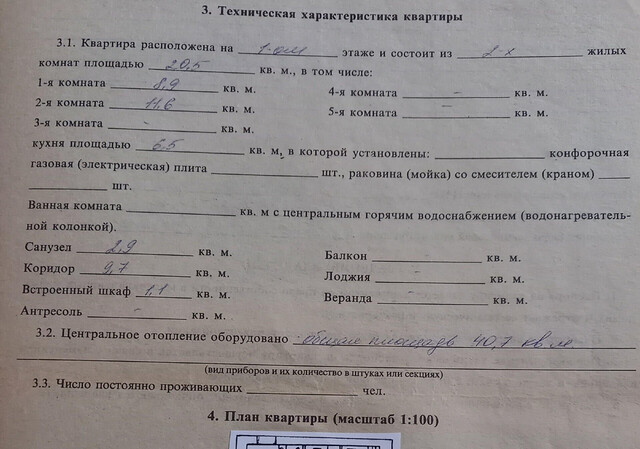 3. Техническая характеристика квартиры
3.1. Квартира расположена на 1-ом этаже и состоит из 2-х жилых
комнат площадью 20,5 кв. м., в том числе:
1-я комната 8,9 кв. м. 4-я комната - кв. м.
2-я комната 11,6 кв. м. 5-я комната - кв. м.
3-я комната - кв. м.
кухня площадью 6,5 кв. м, в которой установлены: конфорочная
газовая (электрическая) плита шт., раковина (мойка) со смесителем (краном)
шт.
Ванная комната кв. м с центральным горячим водоснабжением (водонагреватель-
ной колонкой).
Санузел 2,9 кв. м. Балкон кв. м.
Коридор 9,7 кв. м. Лоджия - кв. м.
Встроенный шкаф 1,1 кв. м. Веранда - кв. м.
Антресоль - кв. м.
3.2. Центральное отопление оборудовано общая площадь 40,7 кв м
(вид приборов и их количество в штуках или секциях)
3.3. Число постоянно проживающих чел.
4. План квартиры (масштаб 1:100)